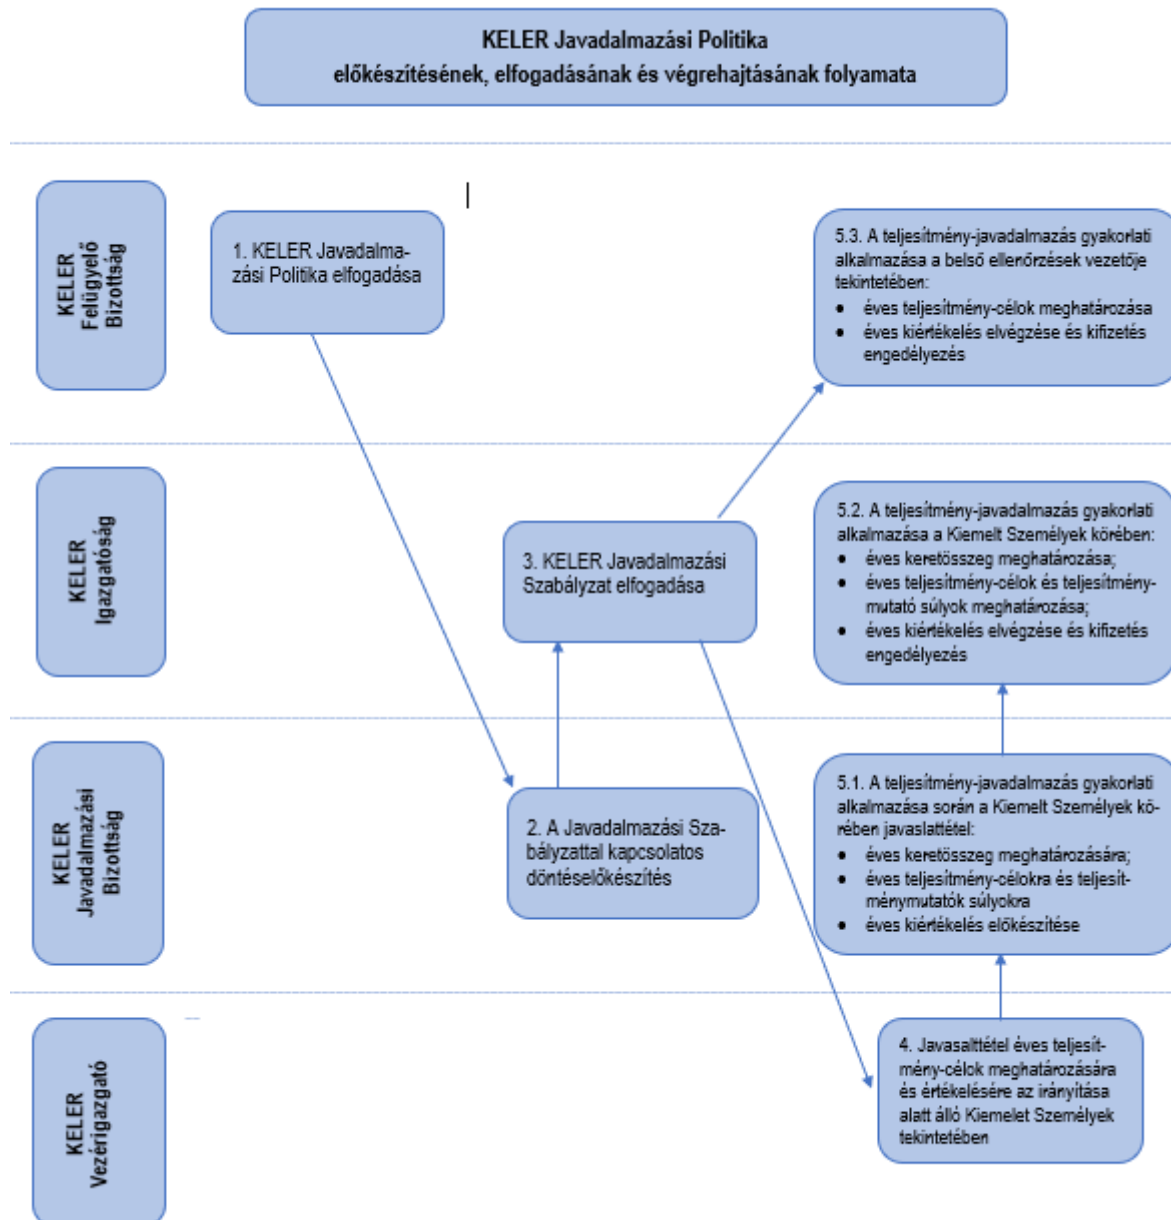 KELER Javadalmazási Politika
előkészítésének, elfogadásának és végrehajtásának folyamata
KELER
Felügyelő
Bizottság
1. KELER Javadalma-
zási Politika elfogadása
5.3. A teljesítmény-javadalmazás gyakorlati
alkalmazása a belső ellenőrzések vezetője
tekintetében:
● éves teljesítmény-célok meghatározása
● éves kiértékelés elvégzése és kifizetés
engedélyezés
KELER
Igazgatóság
3. KELER Javadalmazási
Szabályzat elfogadása
5.2. A teljesítmény-javadalmazás gyakorlati
alkalmazása a Kiemelt Személyek körében:
● éves keretösszeg meghatározása;
● éves teljesítmény-célok és teljesítmény-
mutató súlyok meghatározása;
● éves kiértékelés elvégzése és kifizetés
engedélyezés
KELER
Javadalmazási
Bizottság
2. A Javadalmazási Sza-
bályzattal kapcsolatos
döntéselőkészítés
5.1. A teljesítmény-javadalmazás gyakorlati
alkalmazása során a Kiemelt Személyek kö-
rében javaslattétel:
● éves keretösszeg meghatározására;
● éves teljesítmény-célokra és teljesít-
ménymutatók súlyokra
● éves kiértékelés előkészítése
KELER
Vezérigazgató
4. Javasalttétel éves teljesít-
mény-célok meghatározására
és értékelésére az irányítása
alatt álló Kiemelet Személyek
tekintetében